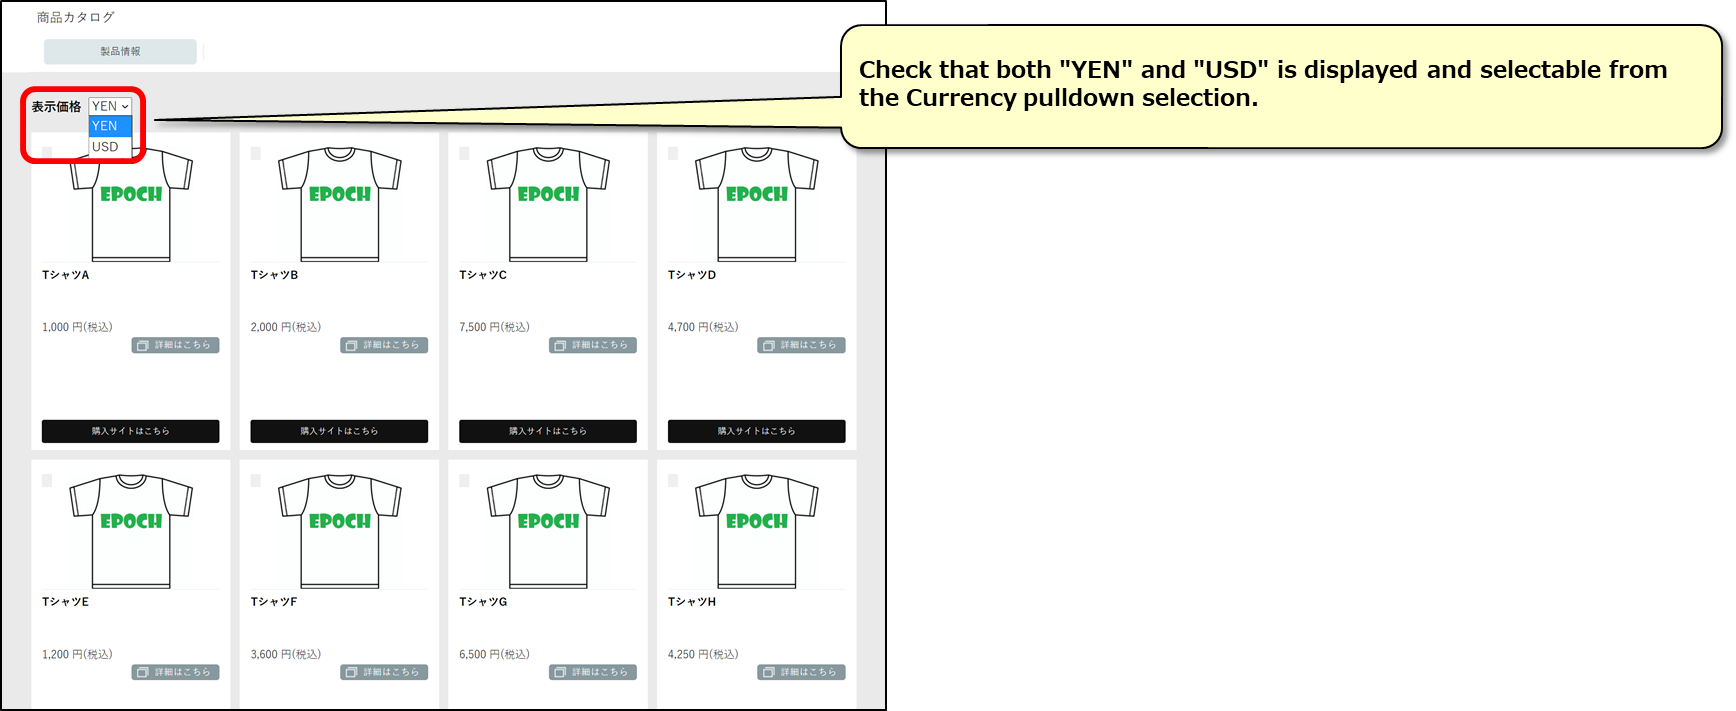 商品カタログ
製品情報
Check that both "YEN" and "USD" is displayed and selectable from
the Currency pulldown selection.
表示価格 YEN
YEN
USD
EPOCH EPOCH EPOCH EPOCH
TシャツA TシャツB TシャツC TシャツD
1,000 円(税込) 2,000 円(税込) 7,500 円(税込) 4,700 円(税込)
詳細はこちら 詳細はこちら 詳細はこちら 詳細はこちら
購入サイトはこちら 購入サイトはこちら 購入サイトはこちら 購入サイトはこちら
EPOCH EPOCH EPOCH EPOCH
TシャツE TシャツF TシャツG TシャツH
1,200 円(税込) 3,600 円(税込) 6,500 円(税込) 4,250 円(税込)
詳細はこちら 詳細はこちら 詳細はこちら 詳細はこちら